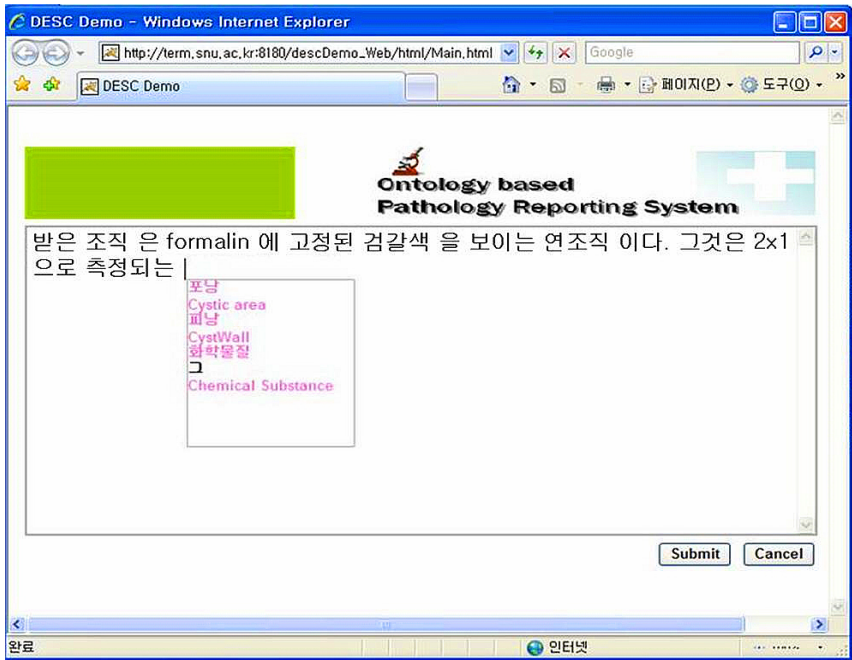 DESC Demo - Windows Internet Explorer
http://term.snu.ac.kr:8180/descDemo_Web/html/Main.html
Google
DESC Demo
페이지(P)
도구(O)
»
Ontology based
Pathology Reporting System
받은 조직 은 formalin 에 고정된 검갈색 을 보이는 연조직 이다. 그것은 2x1
으로 측정되는
포낭
Cystic area
피낭
CystWall
화학물질
그
Chemical Substance
Submit
Cancel
완료
인터넷